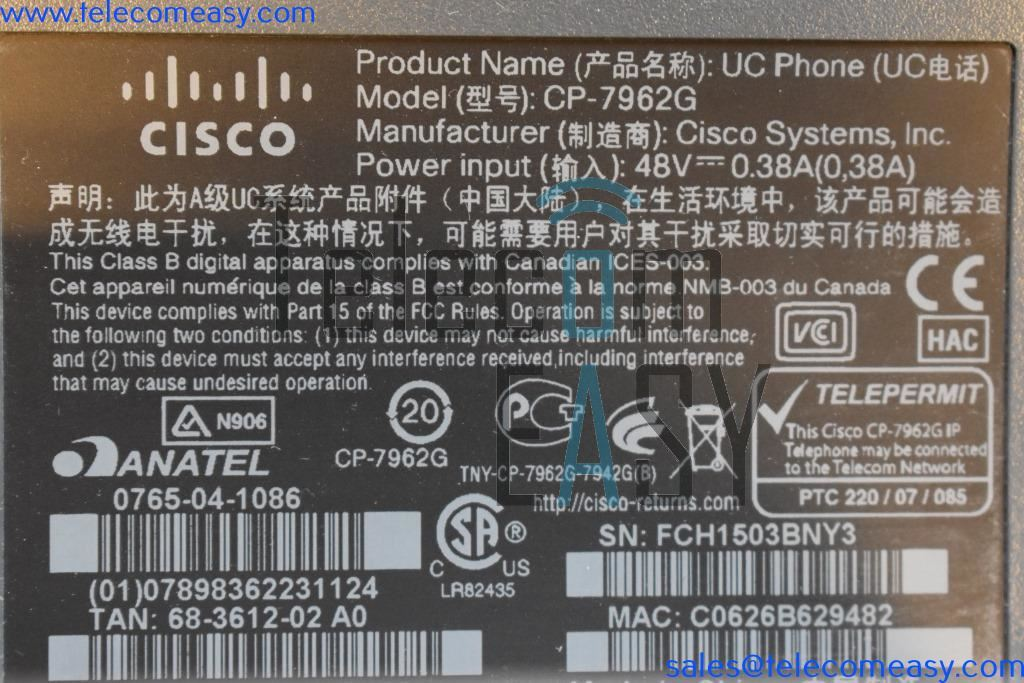 www.telecomeasy.com
CISCO
Product Name (产品名称): UC Phone (UC电话)
Model (型号): CP-7962G
Manufacturer (制造商): Cisco Systems, Inc.
Power input (输入): 48V⎓ 0.38A(0,38A)
声明：此为A级UC系统产品附件（中国大陆）。在生活环境中，该产品可能会造
成无线电干扰，在这种情况下，可能需要用户对其干扰采取切实可行的措施。
This Class B digital apparatus complies with Canadian ICES-003.
Cet appareil numérique de la class B est conforme à la norme NMB-003 du Canada
This device complies with Part 15 of the FCC Rules. Operation is subject to
the following two conditions: (1) this device may not cause harmful interference,
and (2) this device must accept any interference received,including interference
that may cause undesired operation.
CE
VCI
HAC
N906
20
CP-7962G
TNY-CP-7962G-7942G(B)
http://cisco-returns.com
TELEPERMIT
This Cisco CP-7962G IP
Telephone may be connected
to the Telecom Network
PTC 220 / 07 / 085
ANATEL
0765-04-1086
(01)07898362231124
TAN: 68-3612-02 A0
SA ®
C US
LR82435
SN: FCH1503BNY3
MAC: C0626B629482
Telecom
EASY
sales@telecomeasy.com